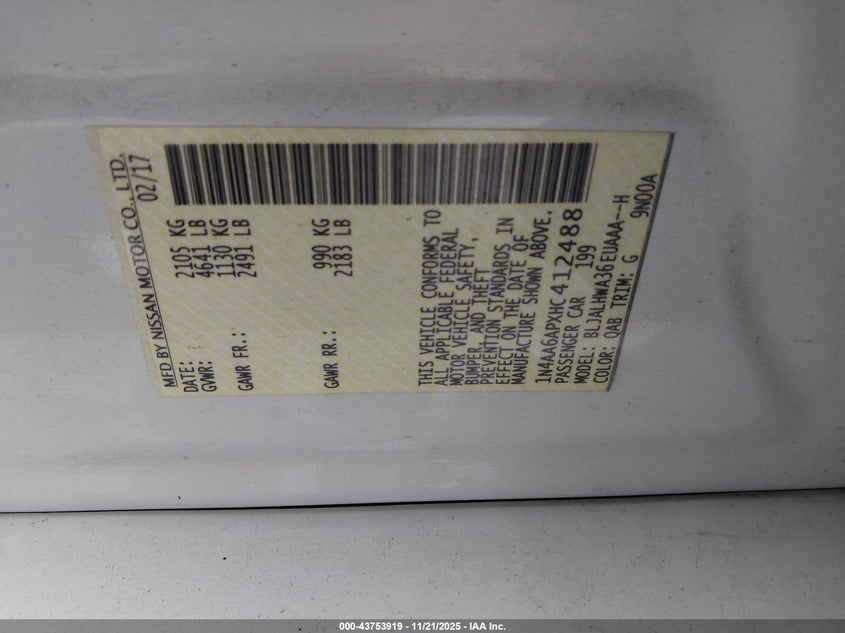 MFD BY NISSAN MOTOR CO., LTD.
DATE: 02/17
GVWR: 2105 KG
4641 LB
GAWR FR.: 1130 KG
2491 LB
GAWR RR.: 990 KG
2183 LB
THIS VEHICLE CONFORMS TO
ALL APPLICABLE FEDERAL
MOTOR VEHICLE SAFETY,
BUMPER, AND THEFT
PREVENTION STANDARDS IN
EFFECT ON THE DATE OF
MANUFACTURE SHOWN ABOVE.
1N4AA6APXHC412488
PASSENGER CAR 199
MODEL: BLJALHWA36EUAAA--H
COLOR: QAB TRIM: G 9N00A
000-43753919 - 11/21/2025 - IAA Inc.